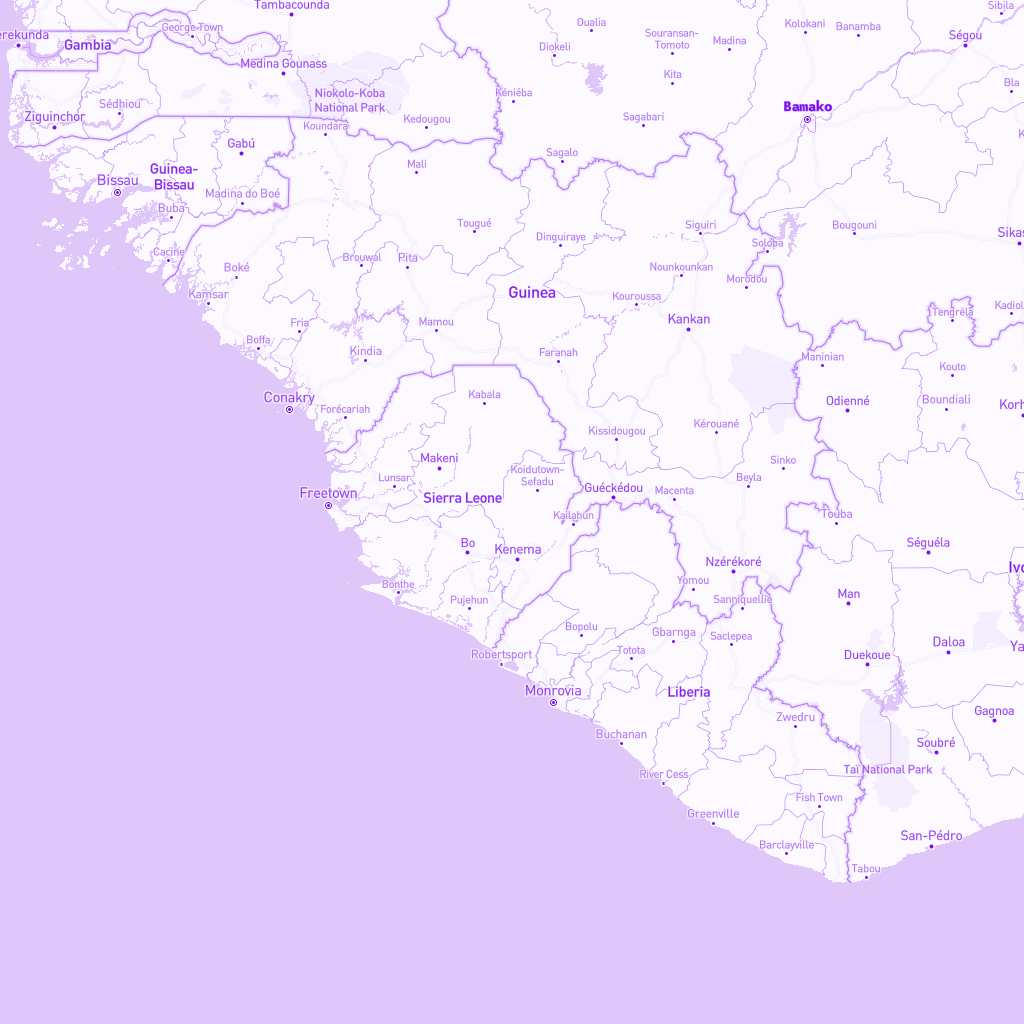 Tambacounda
Sibila
Oualia
Kolokani
Banamba
George-Town
Souransan-
Tomoto
Madina
Ségou
Gambia
Diokeli
Medina Gounass
Kita
Bla
Niokolo-Koba
National Park
Kéniéba
Bamako
Sédhiou
Ziguinchor
Koundara
Kedougou
Sagabari
Gabú
Sagalo
Mali
Guinea-
Bissau
Bissau
Madina do Boé
Buba
Tougué
Siguiri
Bougouni
Dinguiraye
Soloba
Cacine
Brouwal
Pita
Boké
Nounkounkan
Morodou
Kamsar
Guinea
Kouroussa
Kadiol
Tengréla
Fria
Mamou
Kankan
Boffa
Kindia
Faranah
Maninian
Kouto
Conakry
Kabala
Odienné
Boundiali
Korh
Forécariah
Kissidougou
Kérouané
Makeni
Sinko
Lunsar
Koidutown-
Sefadu
Beyla
Freetown
Sierra Leone
Guéckédou
Macenta
Kailahun
Touba
Bo
Kenema
Séguéla
Nzérékoré
Ivo
Bonthe
Yomou
Man
Pujehun
Sanniquellie
Bopolu
Gbarnga
Saclepea
Daloa
Ya
Robertsport
Totota
Duekoue
Monrovia
Liberia
Gagnoa
Zwedru
Buchanan
Soubré
River Cess
Taï National Park
Fish Town
Greenville
San-Pédro
Barclayville
Tabou